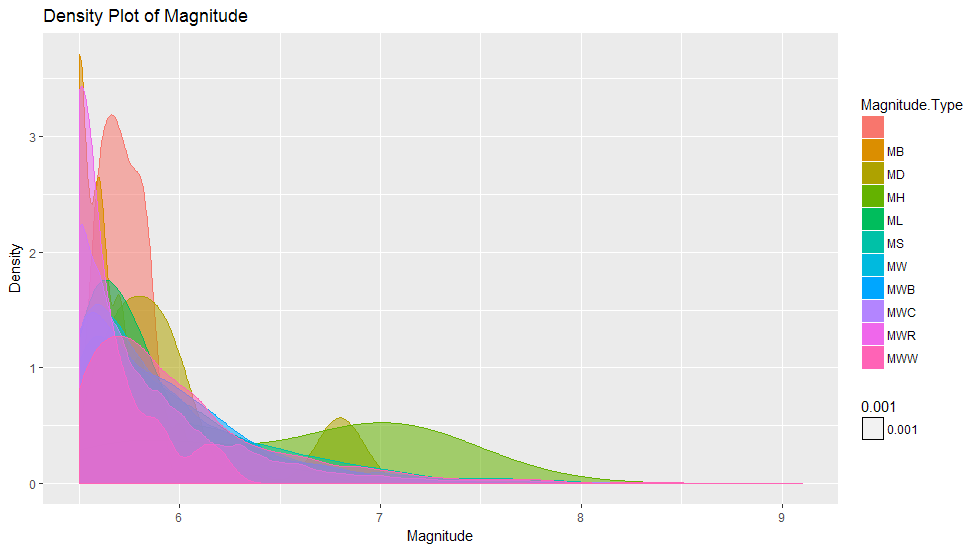 Density Plot of Magnitude
Density
3
2
1
0
6
7
8
9
Magnitude
Magnitude.Type
MB
MD
MH
ML
MS
MW
MWB
MWC
MWR
MWW
0.001
0.001